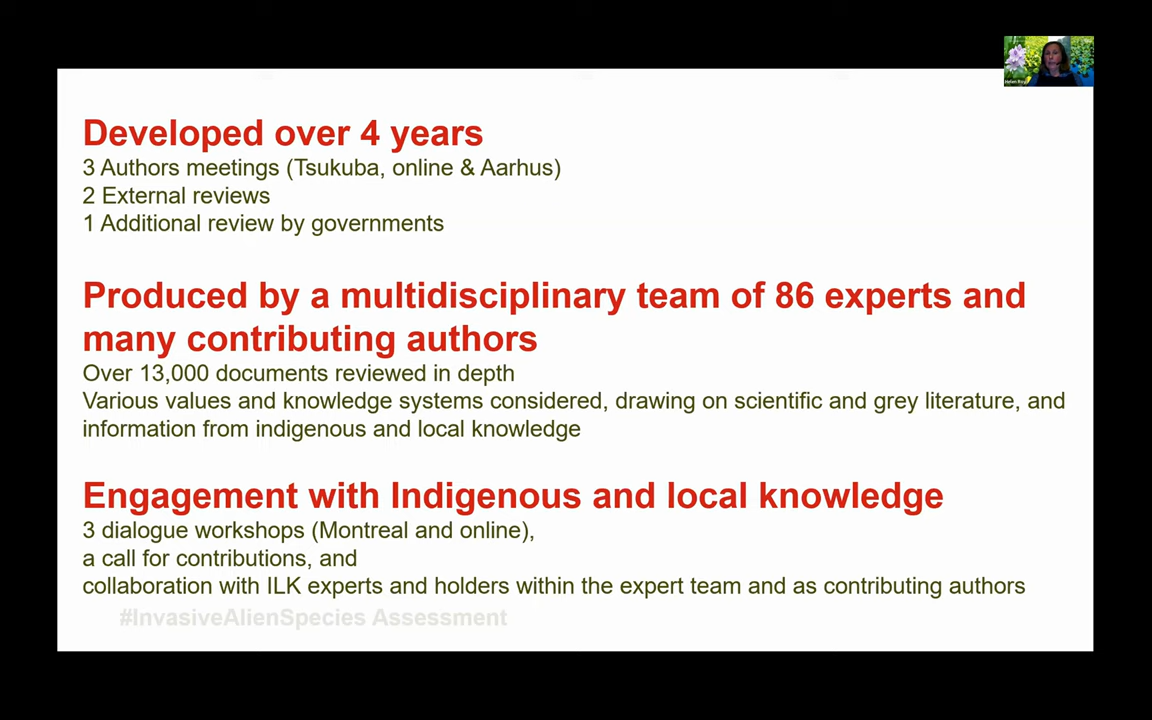 Developed over 4 years
3 Authors meetings (Tsukuba, online & Aarhus)
2 External reviews
1 Additional review by governments
Produced by a multidisciplinary team of 86 experts and
many contributing authors
Over 13,000 documents reviewed in depth
Various values and knowledge systems considered, drawing on scientific and grey literature, and
information from indigenous and local knowledge
Engagement with Indigenous and local knowledge
3 dialogue workshops (Montreal and online),
a call for contributions, and
collaboration with ILK experts and holders within the expert team and as contributing authors
#InvasiveAlienSpecies Assessment